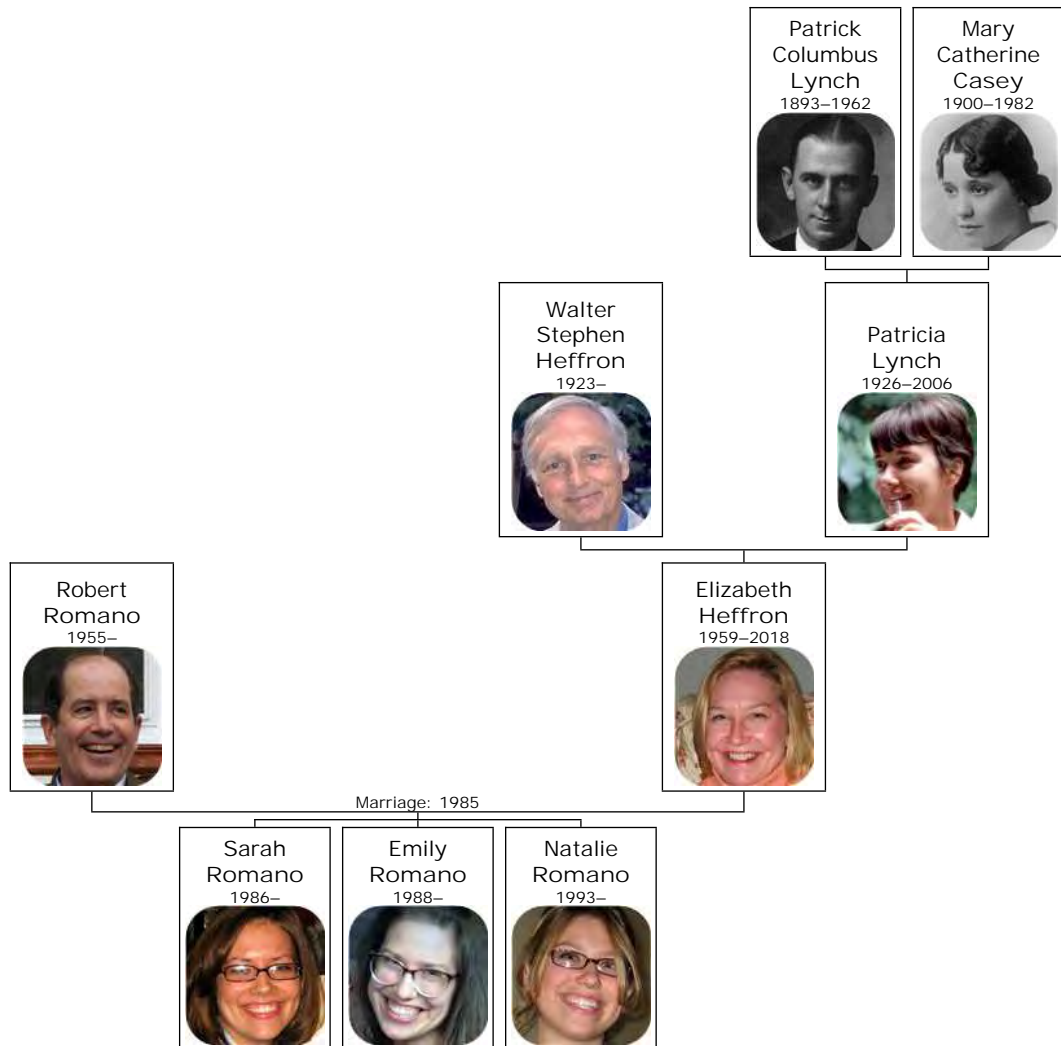 Patrick
Columbus
Lynch
1893–1962
Mary
Catherine
Casey
1900–1982
Walter
Stephen
Heffron
1923–
Patricia
Lynch
1926–2006
Robert
Romano
1955–
Elizabeth
Heffron
1959–2018
Marriage: 1985
Sarah
Romano
1986–
Emily
Romano
1988–
Natalie
Romano
1993–